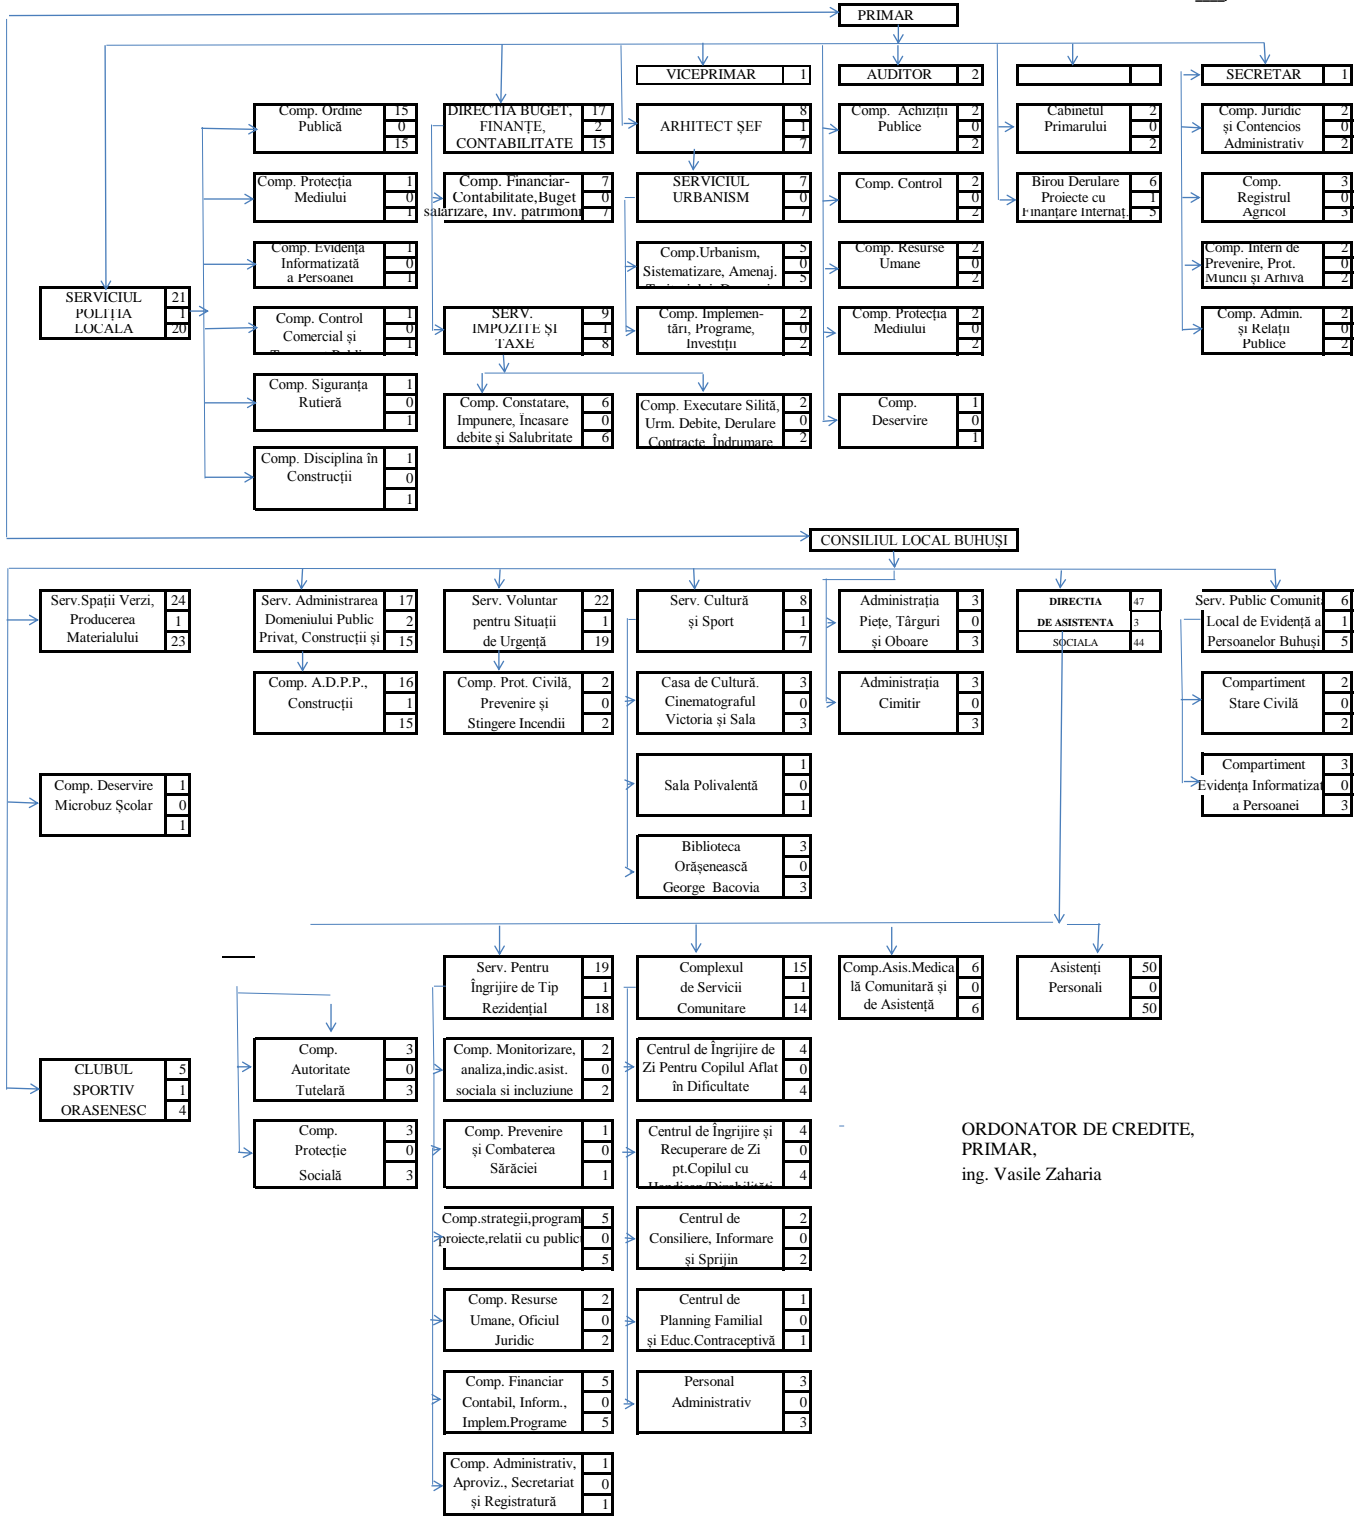 PRIMAR
VICEPRIMAR 1
AUDITOR 2
SECRETAR 1
Comp. Ordine 15
Publică 0
15
DIRECTIA BUGET, 17
FINANȚE, 2
CONTABILITATE 15
8
ARHITECT ȘEF 1
7
Comp. Achiziții 2
Publice 0
2
Cabinetul 2
Primarului 0
2
Comp. Juridic 2
și Contencios 0
Administrativ 2
Comp. Protecția 1
Mediului 0
1
Comp. Financiar- 7
Contabilitate,Buget 0
salarizare, Inv. patrimoni 7
SERVICIUL 7
URBANISM 0
7
Comp. Control 2
0
2
Birou Derulare 6
Proiecte cu 1
Finanțare Internaț. 5
Comp. 3
Registrul 0
Agricol 3
Comp. Evidența 1
Informatizată 0
a Persoanei 1
Comp.Urbanism, 5
Sistematizare, Amenaj. 0
5
Comp. Resurse 2
Umane 0
2
Comp. Intern de 2
Prevenire, Prot. 0
Muncii și Arhiva 2
SERVICIUL 21
POLIȚIA 1
LOCALĂ 20
Comp. Control 1
Comercial și 0
1
SERV. 9
IMPOZITE ȘI 1
TAXE 8
Comp. Implemen- 2
tări, Programe, 0
Investiții 2
Comp. Protecția 2
Mediului 0
2
Comp. Admin. 2
și Relații 0
Publice 2
Comp. Siguranța 1
Rutieră 0
1
Comp. Constatare, 6
Impunere, Încasare 0
debite și Salubritate 6
Comp. Executare Silită, 2
Urm. Debite, Derulare 0
Contracte, Îndrumare 2
Comp. 1
Deservire 0
1
Comp. Disciplina în 1
Construcții 0
1
CONSILIUL LOCAL BUHUȘI
Serv.Spații Verzi, 24
Producerea 1
Materialului 23
Serv. Administrarea 17
Domeniului Public 2
Privat, Construcții și 15
Serv. Voluntar 22
pentru Situații 1
de Urgență 19
Serv. Cultură 8
și Sport 1
7
Administrația 3
Piețe, Târguri 0
și Oboare 3
DIRECTIA 47
DE ASISTENTA 3
SOCIALA 44
Serv. Public Comunita 6
Local de Evidență a 1
Persoanelor Buhuși 5
Comp. A.D.P.P., 16
Construcții 1
15
Comp. Prot. Civilă, 2
Prevenire și 0
Stingere Incendii 2
Casa de Cultură. 3
Cinematograful 0
Victoria și Sala 3
Administrația 3
Cimitir 0
3
Compartiment 2
Stare Civilă 0
2
Comp. Deservire 1
Microbuz Școlar 0
1
1
Sala Polivalentă 0
1
Compartiment 3
Evidența Informatizat 0
a Persoanei 3
Biblioteca 3
Orășenească 0
George Bacovia 3
Serv. Pentru 19
Îngrijire de Tip 1
Rezidențial 18
Complexul 15
de Servicii 1
Comunitare 14
Comp.Asis.Medica 6
lă Comunitară și 0
de Asistență 6
Asistenți 50
Personali 0
50
CLUBUL 5
SPORTIV 1
ORASENESC 4
Comp. 3
Autoritate 0
Tutelară 3
Comp. Monitorizare, 2
analiza,indic.asist. 0
sociala si incluziune 2
Centrul de Îngrijire de 4
Zi Pentru Copilul Aflat 0
în Dificultate 4
Comp. 3
Protecție 0
Socială 3
Comp. Prevenire 1
și Combaterea 0
Sărăciei 1
Centrul de Îngrijire și 4
Recuperare de Zi 0
pt.Copilul cu 4
ORDONATOR DE CREDITE,
PRIMAR,
ing. Vasile Zaharia
Comp.strategii,program 5
proiecte,relatii cu public 0
5
Centrul de 2
Consiliere, Informare 0
și Sprijin 2
Comp. Resurse 2
Umane, Oficiul 0
Juridic 2
Centrul de 1
Planning Familial 0
și Educ.Contraceptivă 1
Comp. Financiar 5
Contabil, Inform., 0
Implem.Programe 5
Personal 3
Administrativ 0
3
Comp. Administrativ, 1
Aproviz., Secretariat 0
și Registratură 1